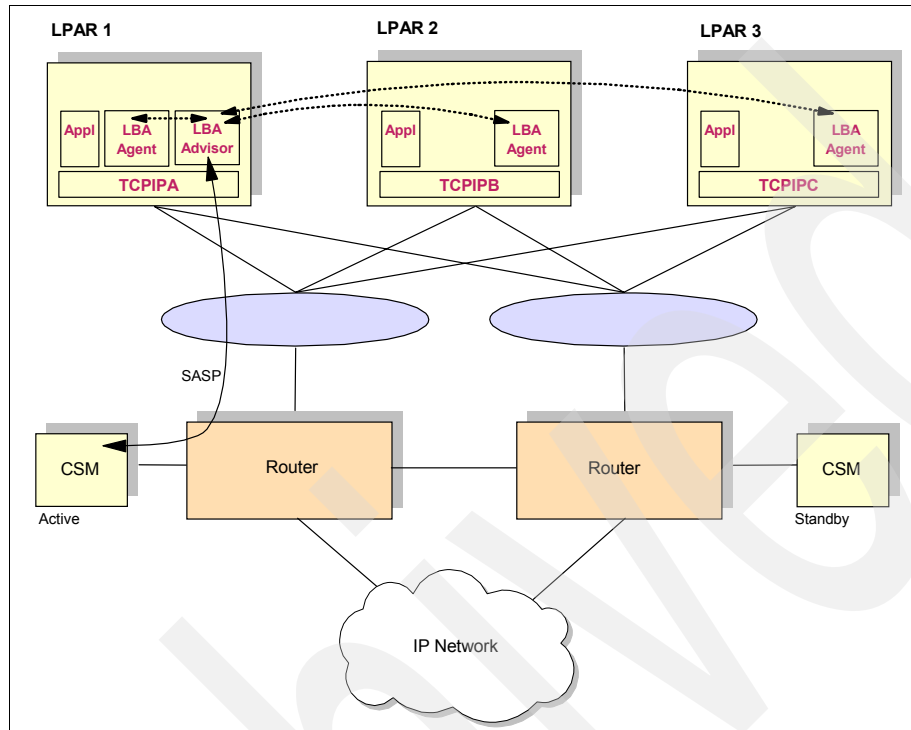 LPAR 1
LPAR 2
LPAR 3
Appl
LBA
Agent
LBA
Advisor
TCPIPA
Appl
LBA
Agent
TCPIPB
Appl
LBA
Agent
TCPIPC
SASP
CSM
Active
Router
Router
CSM
Standby
IP Network